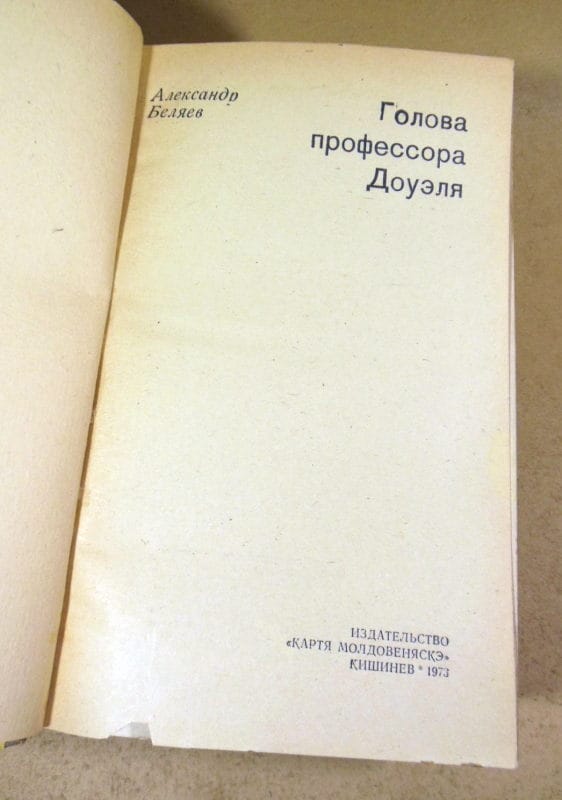 Александр
Беляев
Голова
профессора
Доуэля
ИЗДАТЕЛЬСТВО
«КАРТЯ МОЛДОВЕНЯСКЭ»
КИШИНЕВ * 1973